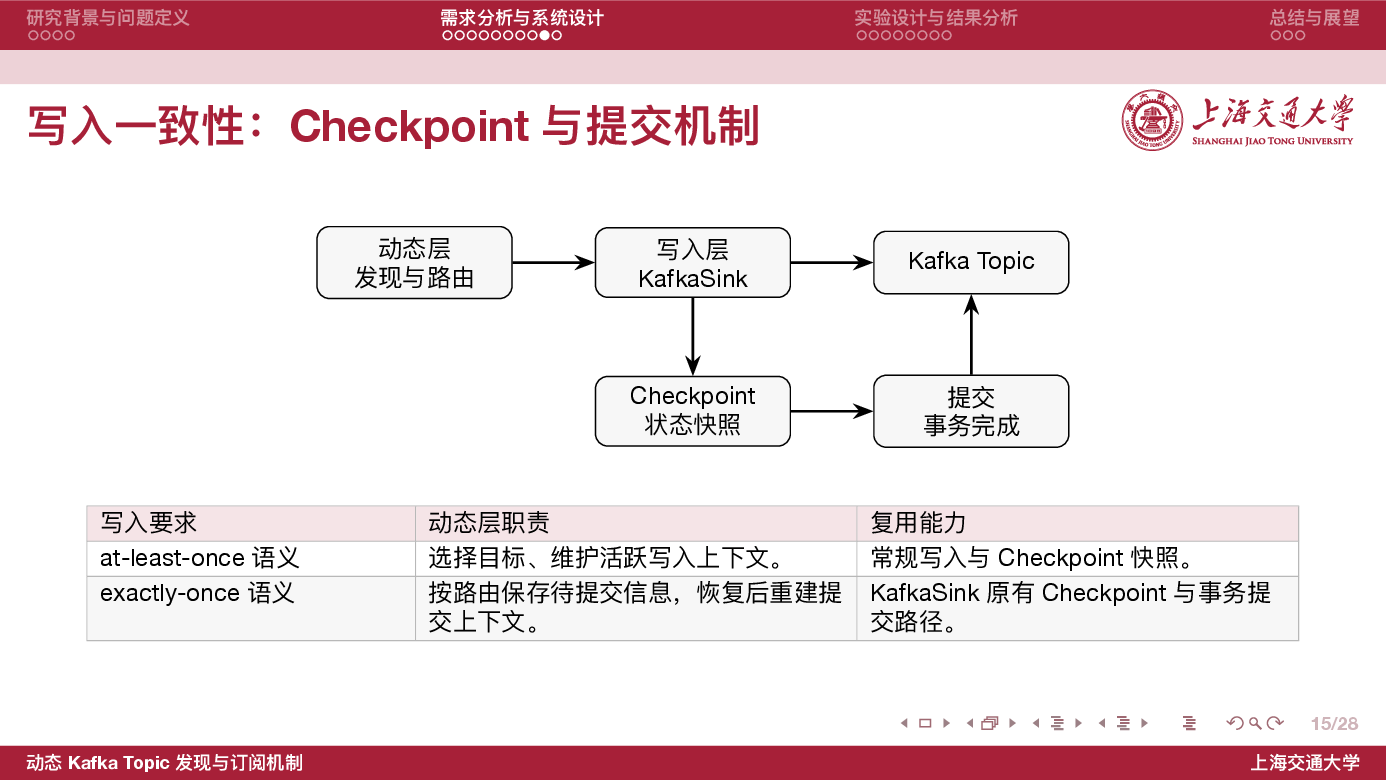 研究背景与问题定义
需求分析与系统设计
实验设计与结果分析
总结与展望
写入一致性：Checkpoint 与提交机制
上海交通大学
SHANGHAI JIAO TONG UNIVERSITY
动态层
发现与路由
写入层
KafkaSink
Kafka Topic
Checkpoint
状态快照
提交
事务完成
写入要求
动态层职责
复用能力
at-least-once 语义
选择目标、维护活跃写入上下文。
常规写入与 Checkpoint 快照。
exactly-once 语义
按路由保存待提交信息，恢复后重建提
交上下文。
KafkaSink 原有 Checkpoint 与事务提
交路径。
15/28
动态 Kafka Topic 发现与订阅机制
上海交通大学